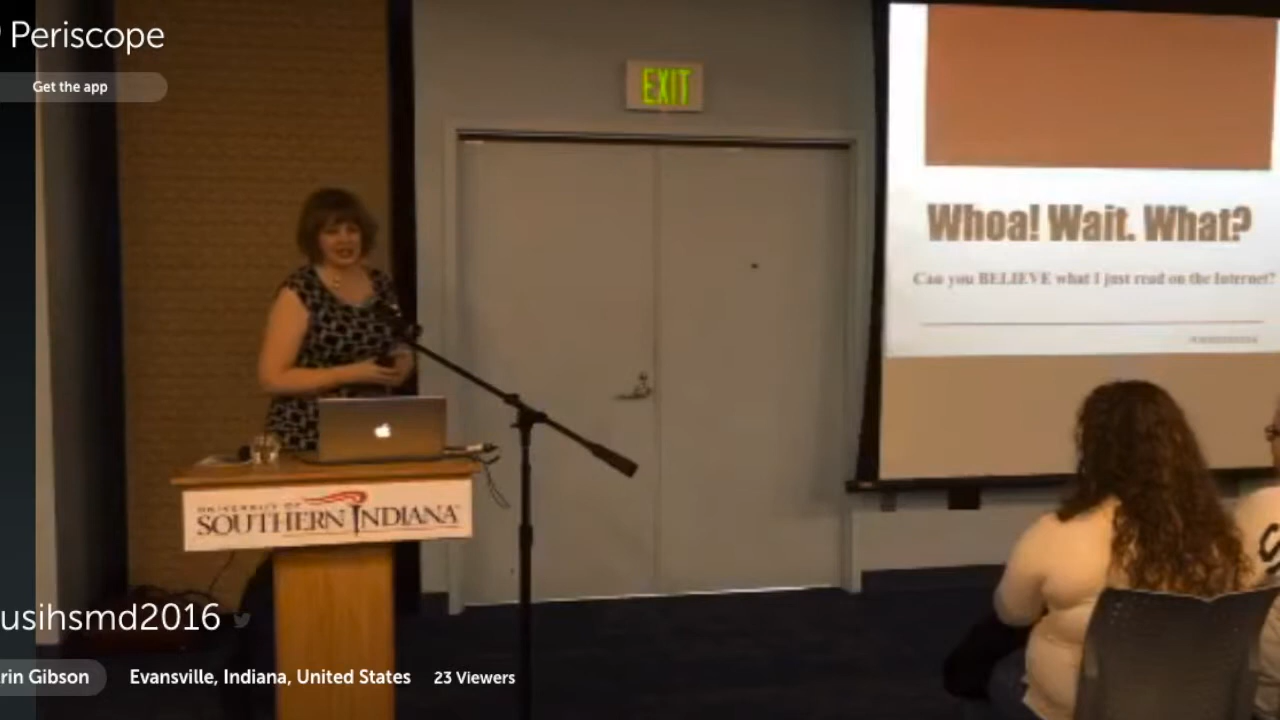 Periscope
Get the app
EXIT
Whoa! Wait. What?
Can you BELIEVE what I just read on the Internet?
UNIVERSITY OF
SOUTHERN INDIANA
usihsmd2016
rin Gibson
Evansville, Indiana, United States
23 Viewers